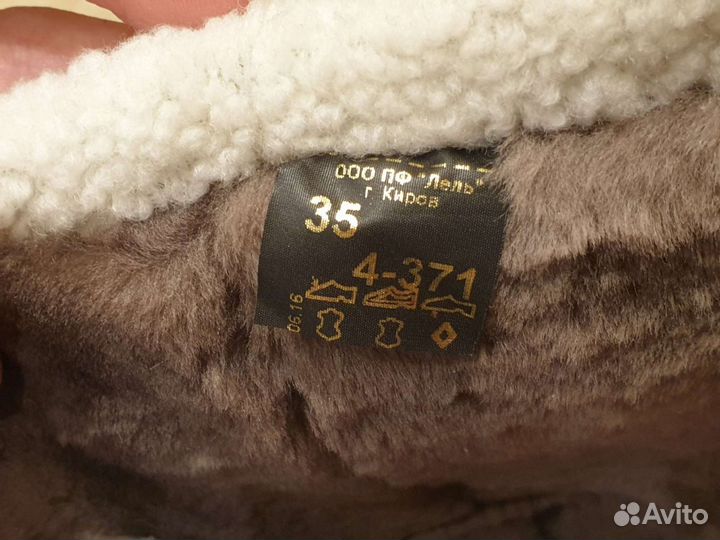 ООО ПФ "Лель"
г Киров
35
4-371
06.16
Avito